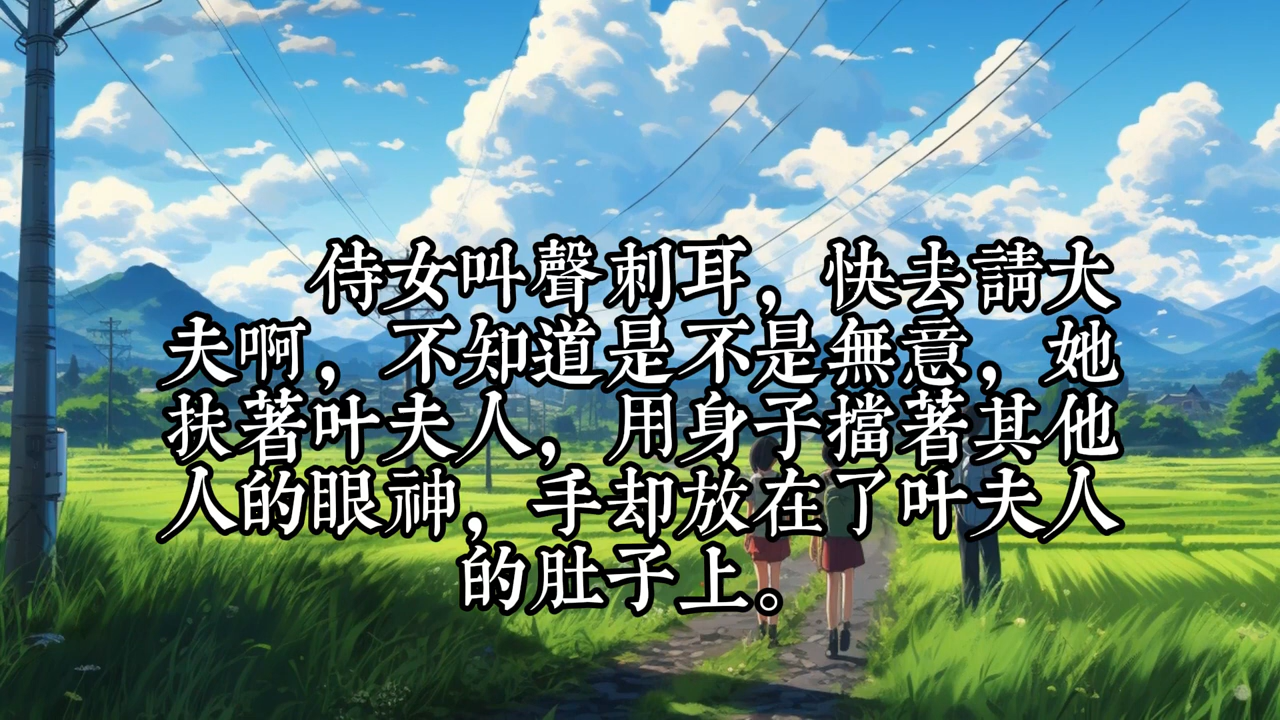 侍女叫聲刺耳，快去請大
夫啊，不知道是不是無意，她
扶著叶夫人，用身子擋著其他
人的眼神，手却放在了叶夫人
的肚子上。